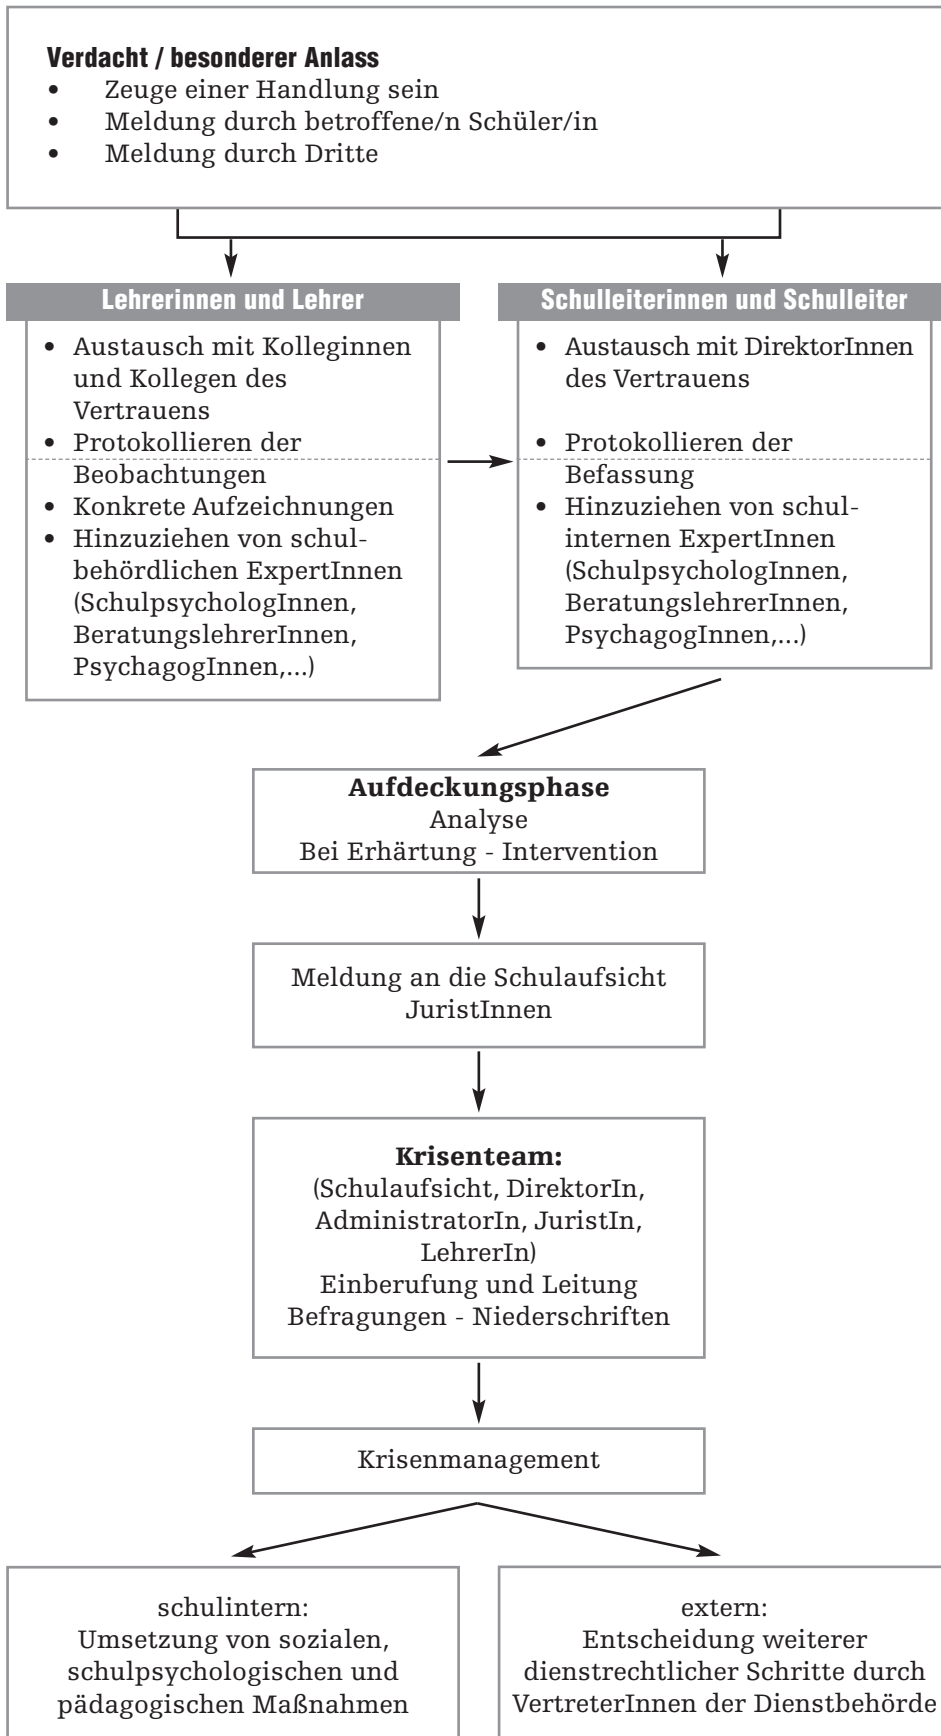 Verdacht / besonderer Anlass
• Zeuge einer Handlung sein
• Meldung durch betroffene/n Schüler/in
• Meldung durch Dritte
Lehrerinnen und Lehrer
• Austausch mit Kolleginnen
und Kollegen des
Vertrauens
• Protokollieren der
Beobachtungen
• Konkrete Aufzeichnungen
• Hinzuziehen von schul-
behördlichen ExpertInnen
(SchulpsychologInnen,
BeratungslehrerInnen,
PsychagogInnen,...)
Schulleiterinnen und Schulleiter
• Austausch mit DirektorInnen
des Vertrauens
• Protokollieren der
Befassung
• Hinzuziehen von schul-
internen ExpertInnen
(SchulpsychologInnen,
BeratungslehrerInnen,
PsychagogInnen,...)
Aufdeckungsphase
Analyse
Bei Erhärtung - Intervention
Meldung an die Schulaufsicht
JuristInnen
Krisenteam:
(Schulaufsicht, DirektorIn,
AdministratorIn, JuristIn,
LehrerIn)
Einberufung und Leitung
Befragungen - Niederschriften
Krisenmanagement
schulintern:
Umsetzung von sozialen,
schulpsychologischen und
pädagogischen Maßnahmen
extern:
Entscheidung weiterer
dienstrechtlicher Schritte durch
VertreterInnen der Dienstbehörde